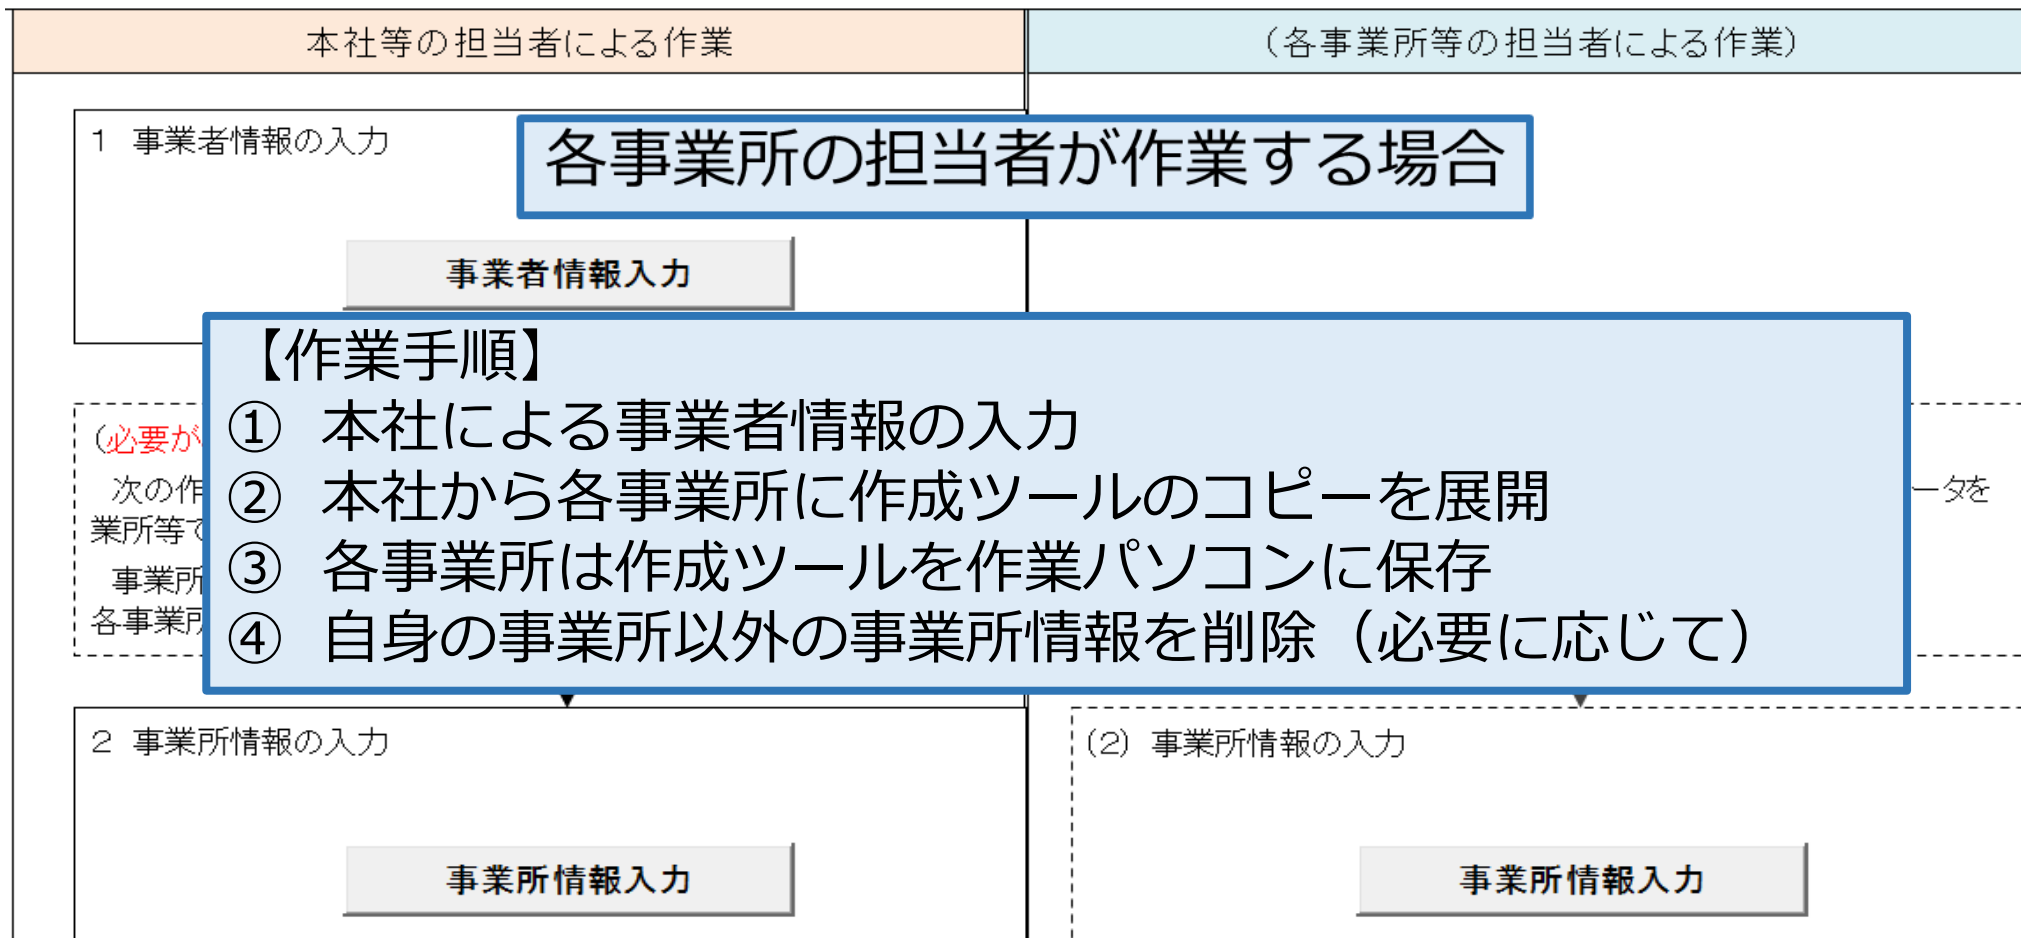 本社等の担当者による作業
（各事業所等の担当者による作業）
1 事業者情報の入力
各事業所の担当者が作業する場合
事業者情報入力
【作業手順】
① 本社による事業者情報の入力
② 本社から各事業所に作成ツールのコピーを展開
③ 各事業所は作成ツールを作業パソコンに保存
④ 自身の事業所以外の事業所情報を削除（必要に応じて）
（必要が
次の作
業所等で
事業所
各事業所
ータを
2 事業所情報の入力
(2) 事業所情報の入力
事業所情報入力
事業所情報入力